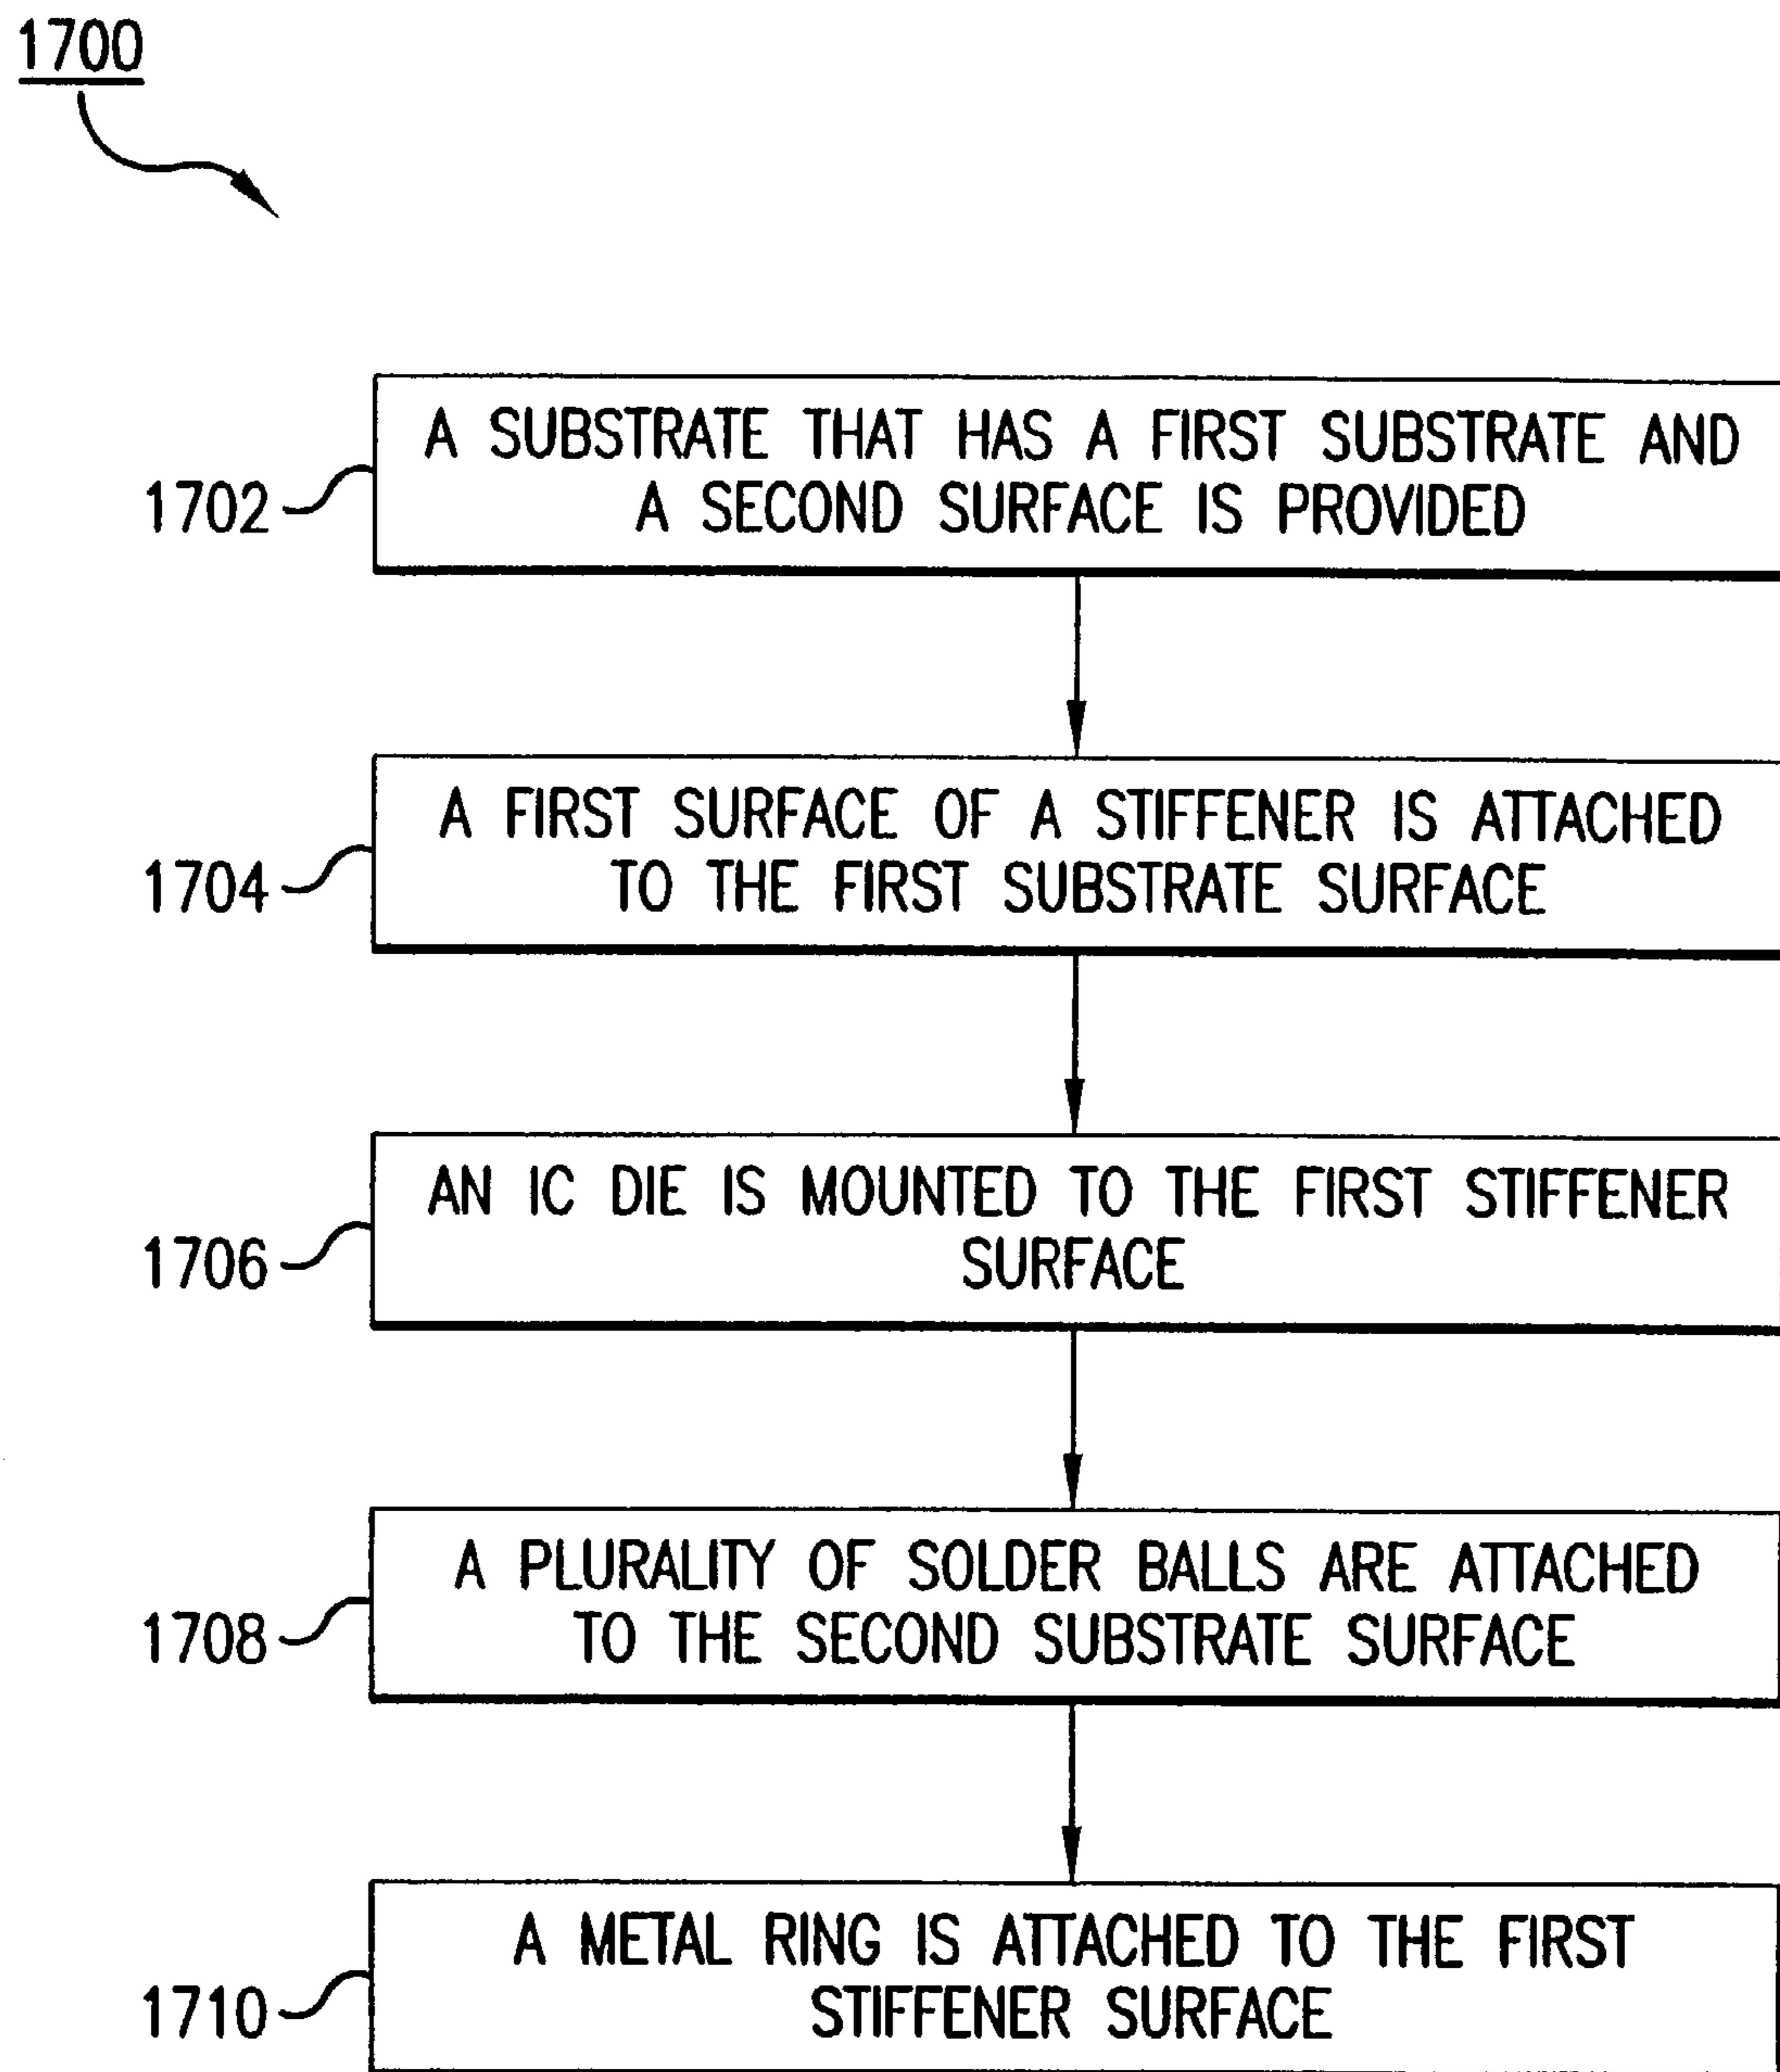 1700
A SUBSTRATE THAT HAS A FIRST SUBSTRATE AND
A SECOND SURFACE IS PROVIDED
1702
A FIRST SURFACE OF A STIFFENER IS ATTACHED
TO THE FIRST SUBSTRATE SURFACE
1704
AN IC DIE IS MOUNTED TO THE FIRST STIFFENER
SURFACE
1706
A PLURALITY OF SOLDER BALLS ARE ATTACHED
TO THE SECOND SUBSTRATE SURFACE
1708
A METAL RING IS ATTACHED TO THE FIRST
STIFFENER SURFACE
1710